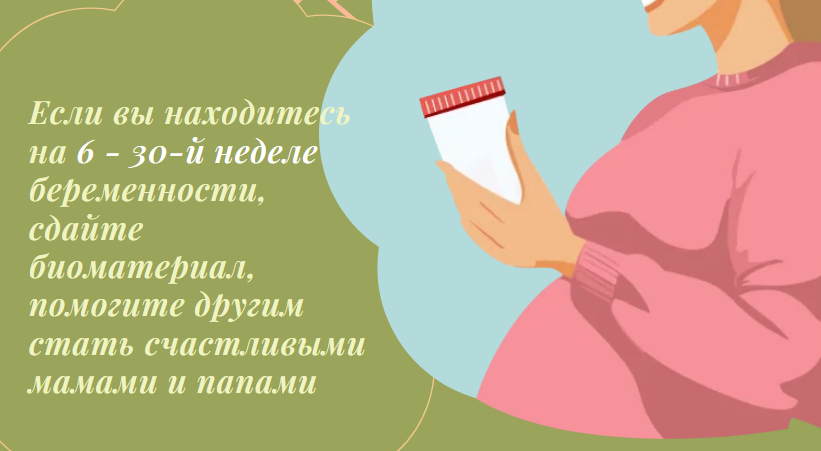 Если вы находитесь
на 6 - 30-й неделе
беременности,
сдайте
биоматериал,
помогите другим
стать счастливыми
мамами и папами